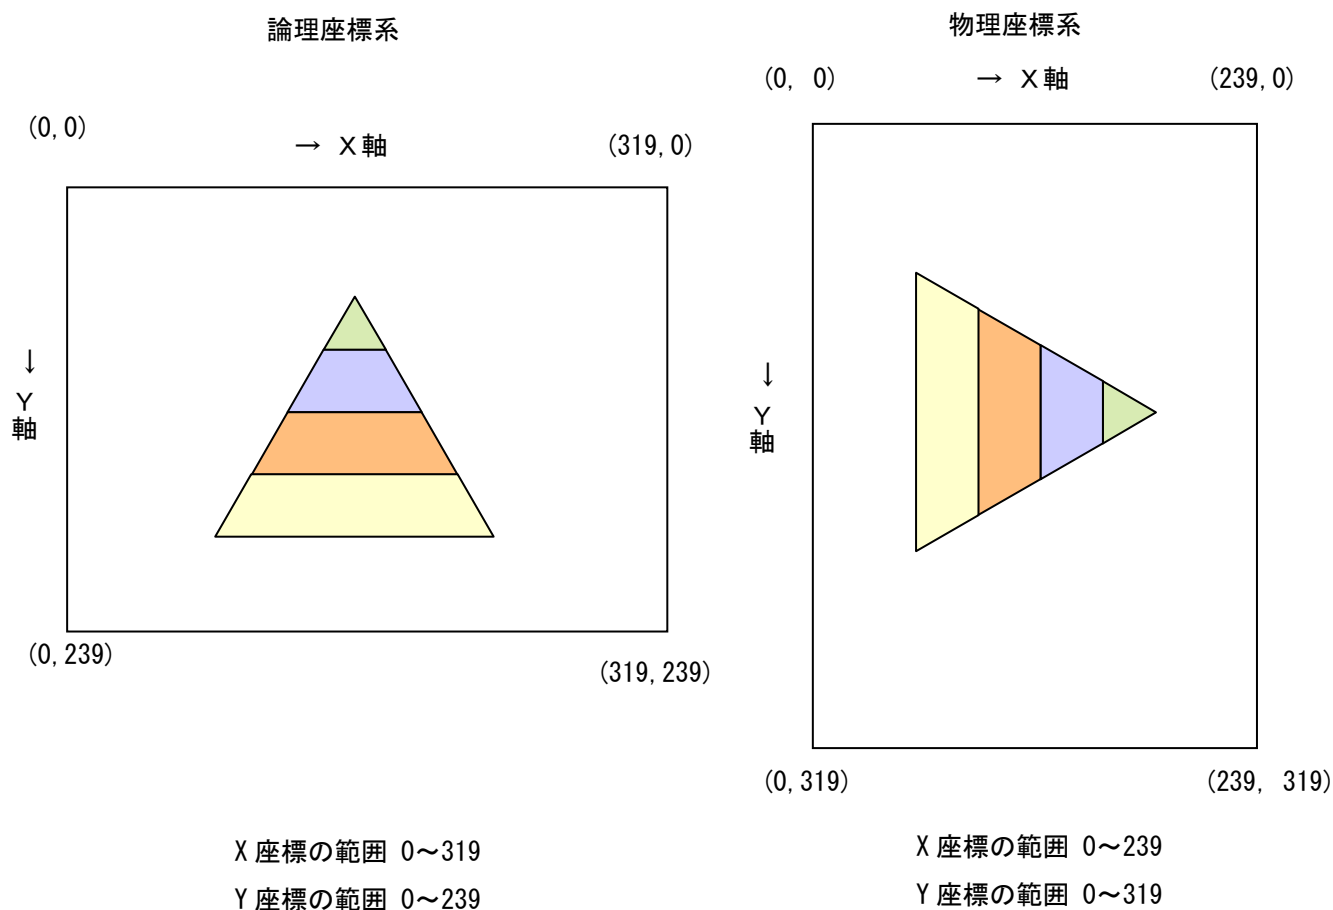 論理座標系
(0,0)
→ X軸
(319,0)
↓
Y
軸
(0,239)
(319,239)
X座標の範囲 0～319
Y座標の範囲 0～239
物理座標系
(0, 0)
→ X軸
(239,0)
↓
Y
軸
(0,319)
(239, 319)
X座標の範囲 0～239
Y座標の範囲 0～319